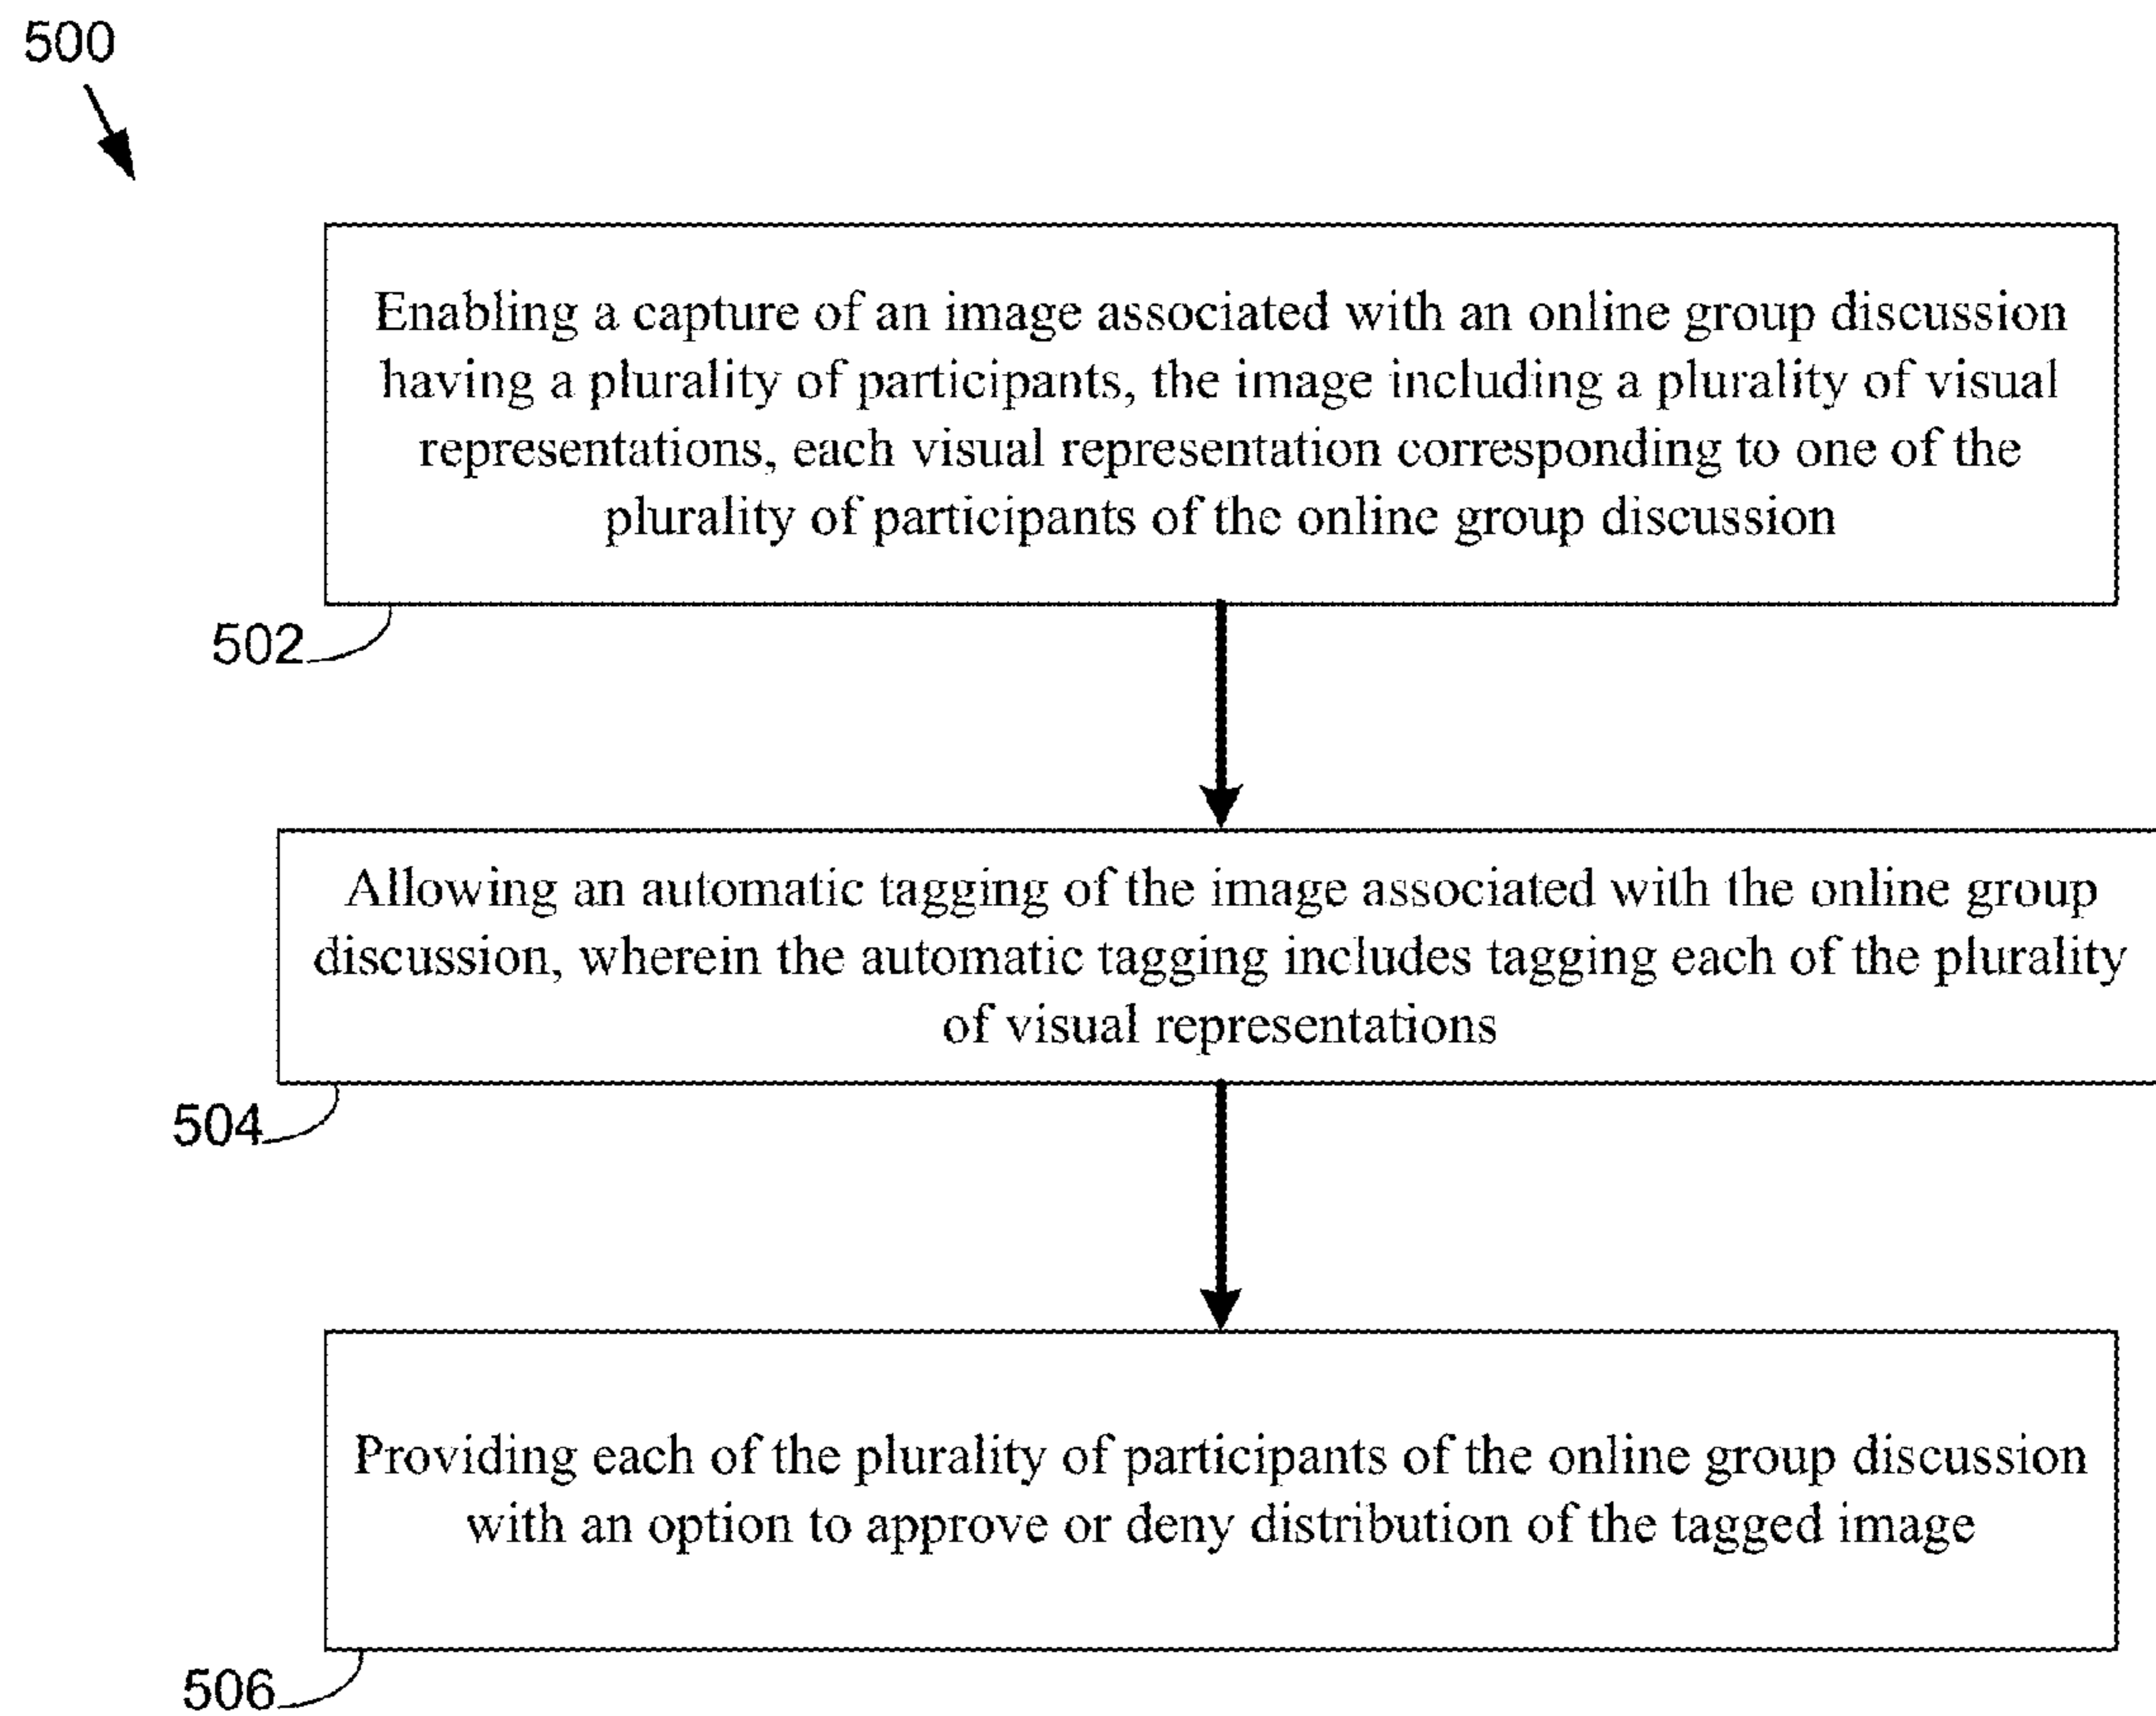 500
Enabling a capture of an image associated with an online group discussion
having a plurality of participants, the image including a plurality of visual
representations, each visual representation corresponding to one of the
plurality of participants of the online group discussion
502
Allowing an automatic tagging of the image associated with the online group
discussion, wherein the automatic tagging includes tagging each of the plurality
of visual representations
504
Providing each of the plurality of participants of the online group discussion
with an option to approve or deny distribution of the tagged image
506